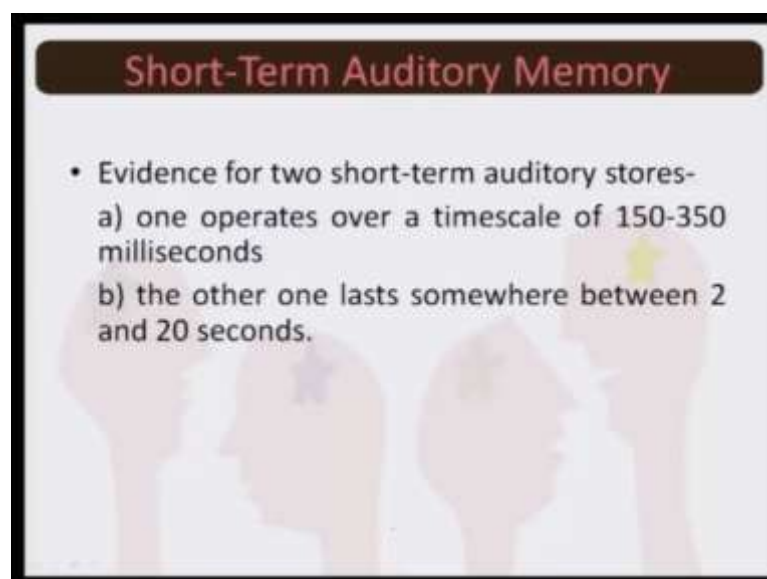 Short-Term Auditory Memory
• Evidence for two short-term auditory stores-
a) one operates over a timescale of 150-350
milliseconds
b) the other one lasts somewhere between 2
and 20 seconds.